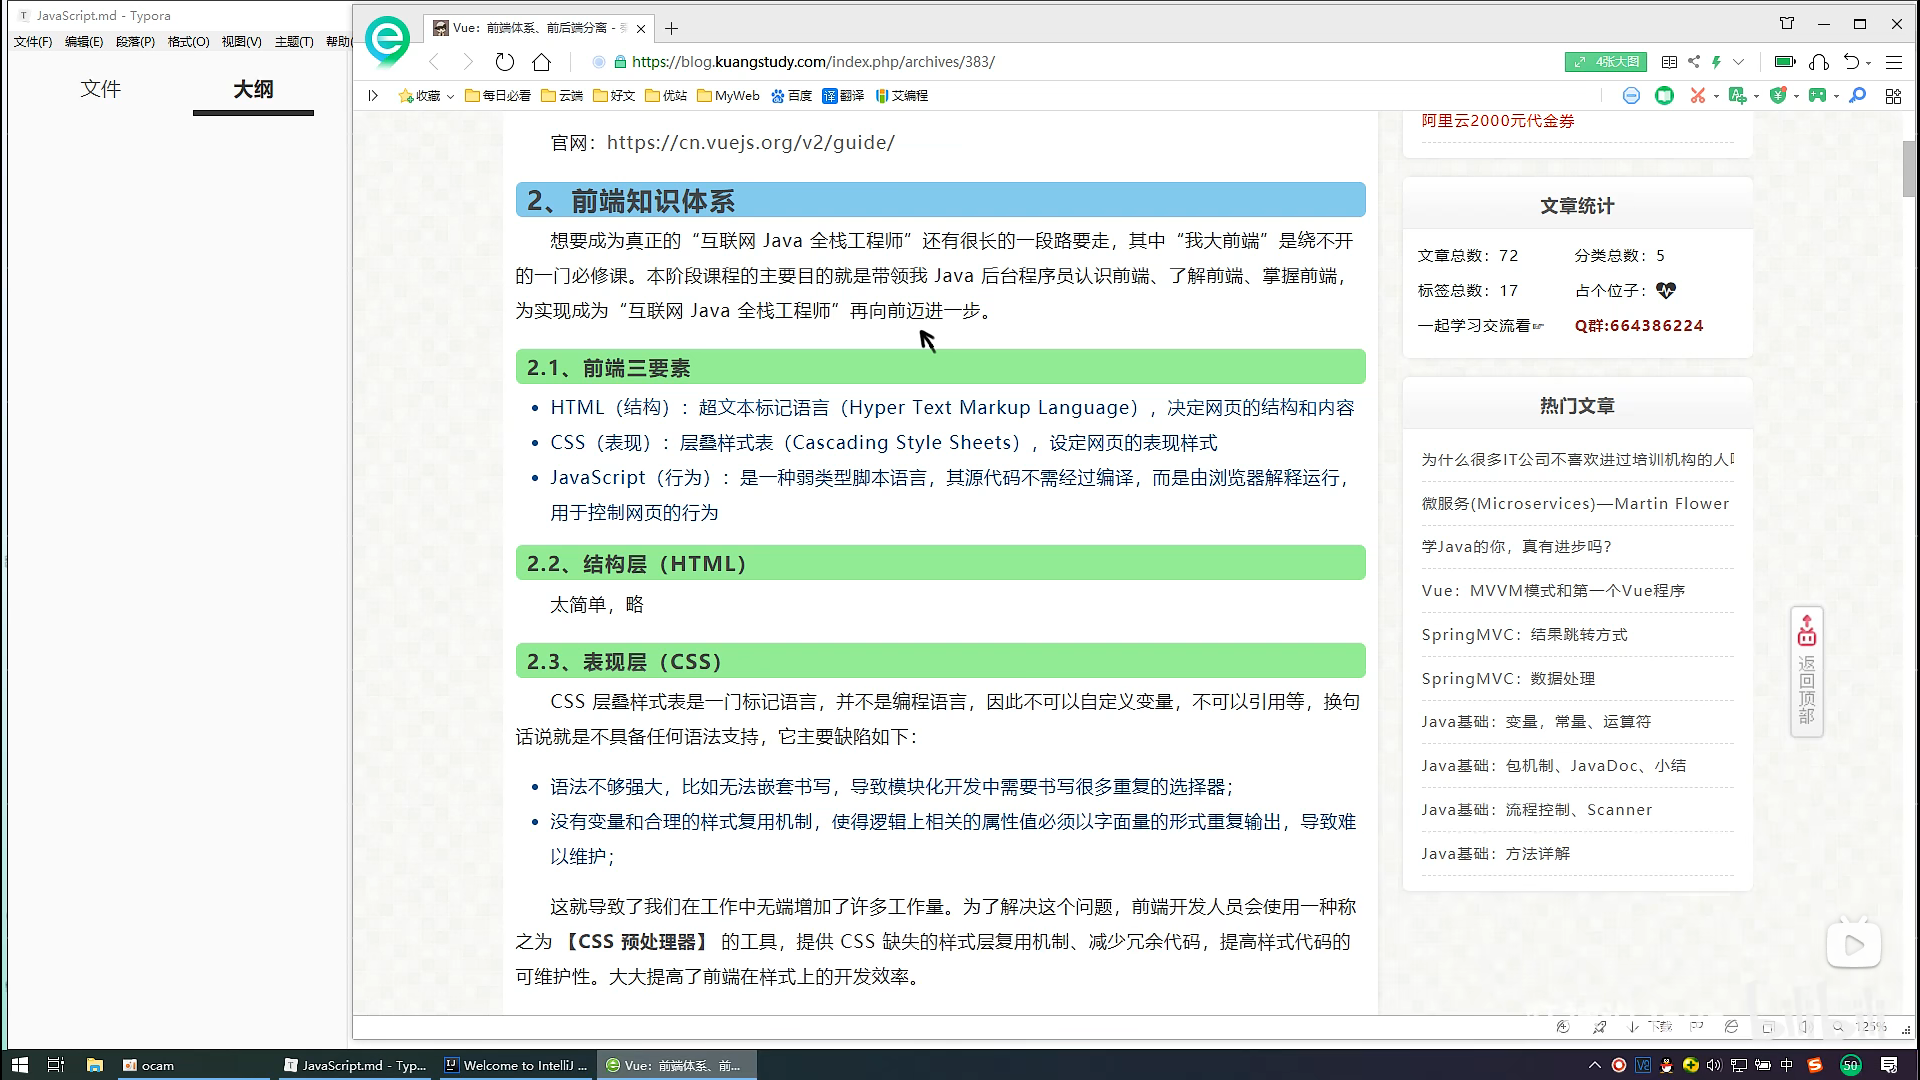 JavaScript.md - Typora
文件(F) 编辑(E) 段落(P) 格式(O) 视图(V) 主题(T) 帮助(
文件 大纲
Vue：前端体系、前后端分离 -
https://blog.kuangstudy.com/index.php/archives/383/
4张大图
收藏 每日必看 云端 好文 优站 MyWeb 百度 翻译 艾编程
官网：https://cn.vuejs.org/v2/guide/
2、前端知识体系
想要成为真正的“互联网 Java 全栈工程师”还有很长的一段路要走，其中“我大前端”是绕不开
的一门必修课。本阶段课程的主要目的就是带领我 Java 后台程序员认识前端、了解前端、掌握前端，
为实现成为“互联网 Java 全栈工程师”再向前迈进一步。
2.1、前端三要素
HTML（结构）：超文本标记语言（Hyper Text Markup Language），决定网页的结构和内容
CSS（表现）：层叠样式表（Cascading Style Sheets），设定网页的表现样式
JavaScript（行为）：是一种弱类型脚本语言，其源代码不需经过编译，而是由浏览器解释运行，
用于控制网页的行为
2.2、结构层（HTML）
太简单，略
2.3、表现层（CSS）
CSS 层叠样式表是一门标记语言，并不是编程语言，因此不可以自定义变量，不可以引用等，换句
话说就是不具备任何语法支持，它主要缺陷如下：
语法不够强大，比如无法嵌套书写，导致模块化开发中需要书写很多重复的选择器；
没有变量和合理的样式复用机制，使得逻辑上相关的属性值必须以字面量的形式重复输出，导致难
以维护；
这就导致了我们在工作中无端增加了许多工作量。为了解决这个问题，前端开发人员会使用一种称
之为 【CSS 预处理器】 的工具，提供 CSS 缺失的样式层复用机制、减少冗余代码，提高样式代码的
可维护性。大大提高了前端在样式上的开发效率。
阿里云2000元代金券
文章统计
文章总数：72 分类总数：5
标签总数：17 占个位子：
一起学习交流看☞ Q群:664386224
热门文章
为什么很多IT公司不喜欢进过培训机构的人
微服务(Microservices)—Martin Flower
学Java的你，真有进步吗？
Vue：MVVM模式和第一个Vue程序
SpringMVC：结果跳转方式
SpringMVC：数据处理
Java基础：变量，常量、运算符
Java基础：包机制、JavaDoc、小结
Java基础：流程控制、Scanner
Java基础：方法详解
返回顶部
下载 125%
ocam JavaScript.md - Typ... Welcome to IntelliJ ... Vue：前端体系、前... 中 50